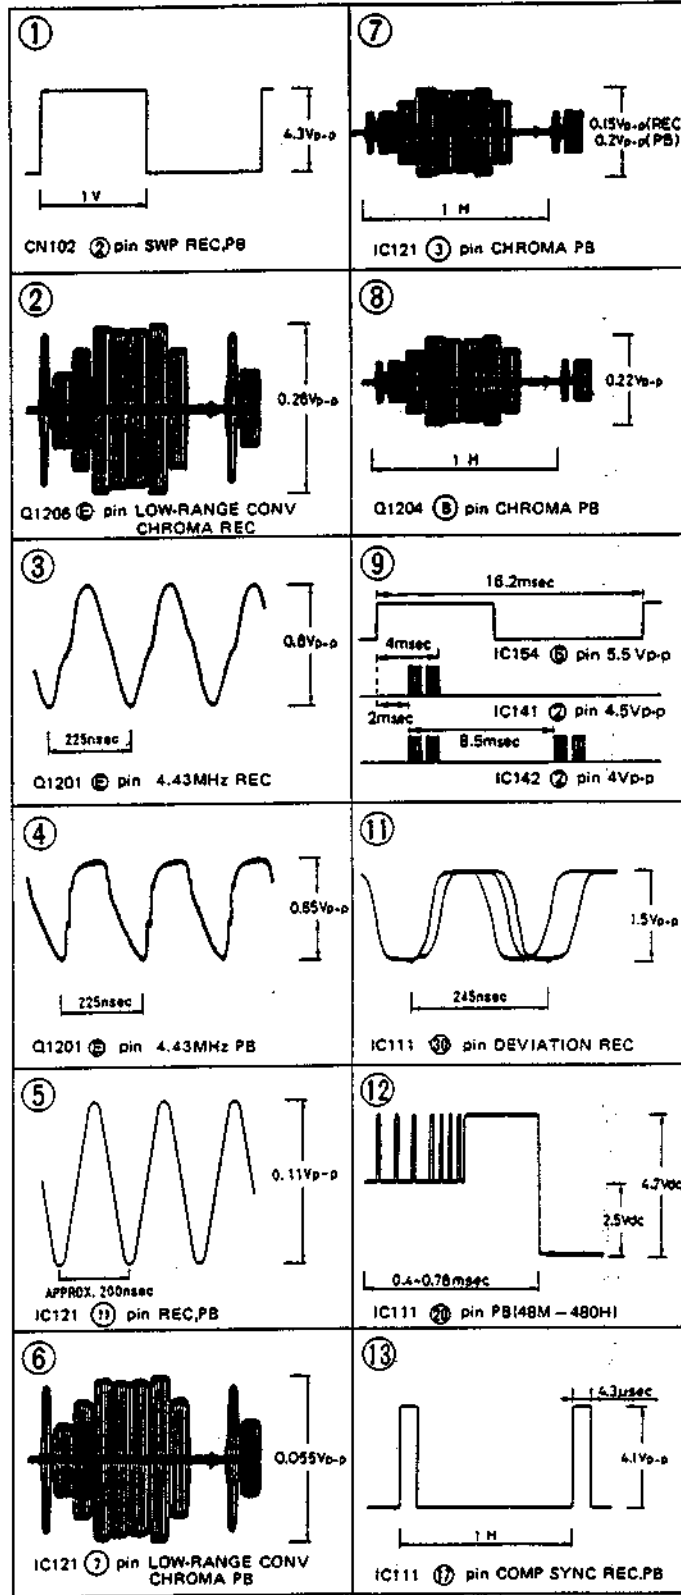 ①
4.3Vp-p
1 V
CN102 ② pin SWP REC,PB
②
0.26Vp-p
Q1206 Ⓔ pin LOW-RANGE CONV
CHROMA REC
③
0.6Vp-p
225nsec
Q1201 Ⓔ pin 4.43MHz REC
④
0.65Vp-p
225nsec
Q1201 Ⓔ pin 4.43MHz PB
⑤
0.11Vp-p
APPROX. 200nsec
IC121 ⑪ pin REC,PB
⑥
0.055Vp-p
IC121 ⑦ pin LOW-RANGE CONV
CHROMA PB
⑦
0.15Vp-p(REC
0.2Vp-p(PB)
1 H
IC121 ③ pin CHROMA PB
⑧
0.22Vp-p
1 H
Q1204 Ⓑ pin CHROMA PB
⑨
16.2msec
IC154 ⑥ pin 5.5 Vp-p
4msec
IC141 ② pin 4.5Vp-p
2msec
8.5msec
IC142 ② pin 4Vp-p
⑪
1.5Vp-p
245nsec
IC111 ㉚ pin DEVIATION REC
⑫
4.7Vdc
2.5Vdc
0.4~0.78msec
IC111 ⑳ pin PB(48M–480H)
⑬
4.3μsec
4.1Vp-p
1 H
IC111 ⑰ pin COMP SYNC REC,PB